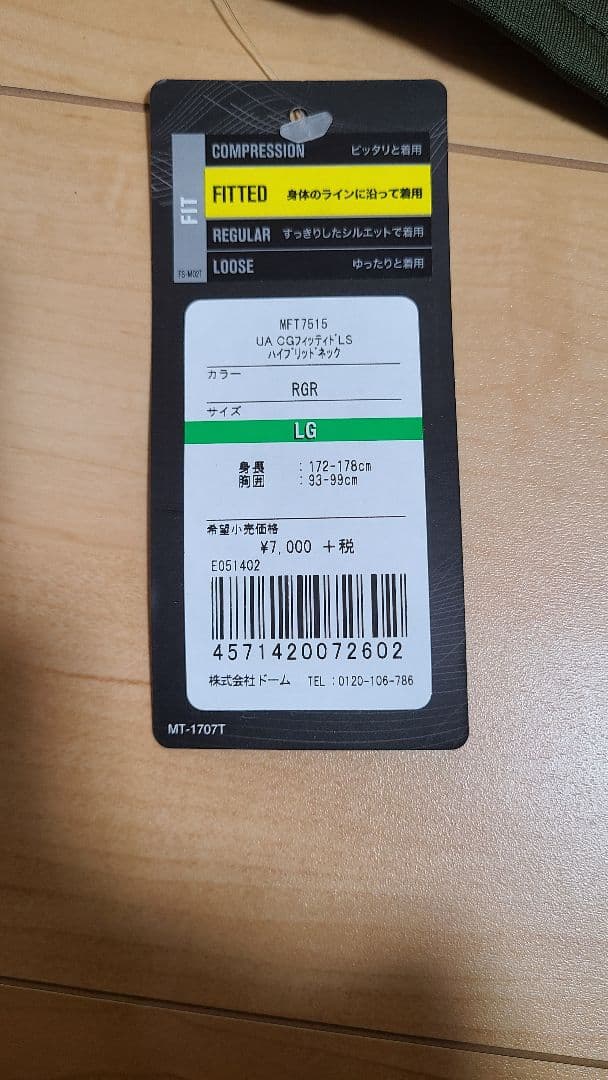 COMPRESSION ピッタリと着用
FIT
FITTED 身体のラインに沿って着用
REGULAR すっきりしたシルエットで着用
FS-M02T
LOOSE ゆったりと着用
MFT7515
UA CGフィッティドLS
ハイブリッドネック
カラー
RGR
サイズ
LG
身長 : 172-178cm
胸囲 : 93-99cm
希望小売価格
¥7,000 +税
E051402
4571420072602
株式会社ドーム TEL:0120-106-786
MT-1707T